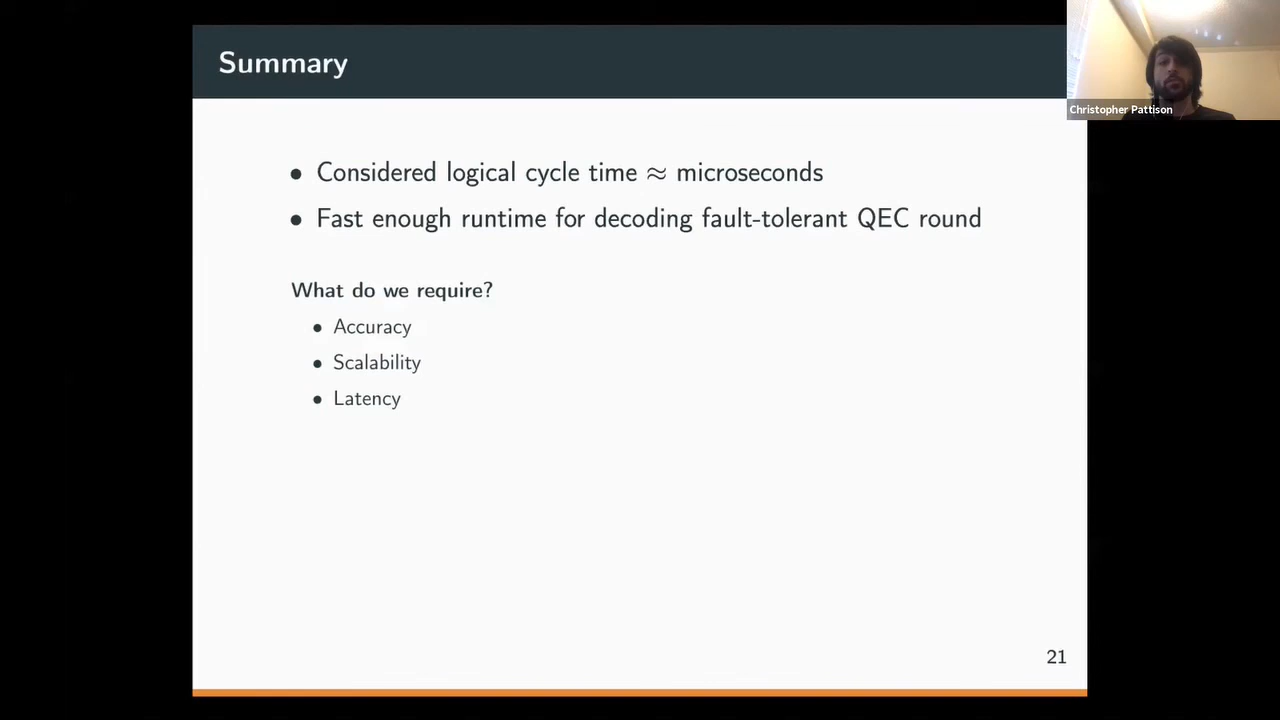 Summary
Christopher Pattison
• Considered logical cycle time ≈ microseconds
• Fast enough runtime for decoding fault-tolerant QEC round
What do we require?
• Accuracy
• Scalability
• Latency
21